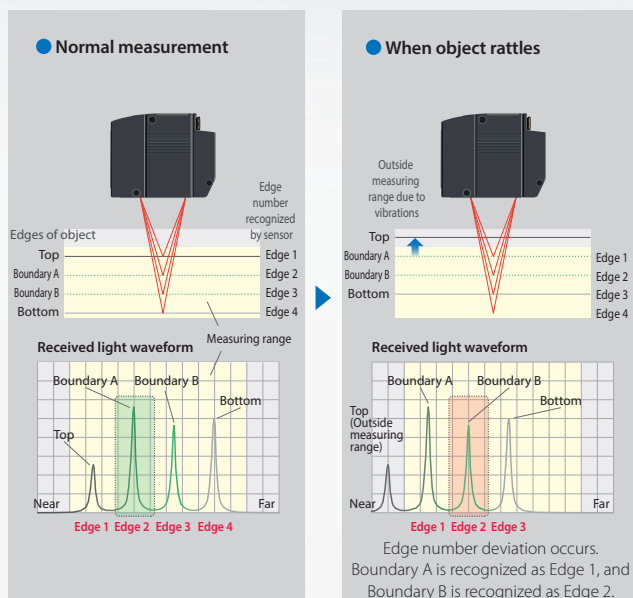 Normal measurement
Edge
number
recognized
by sensor
Edges of object
Top
Edge 1
Boundary A
Edge 2
Boundary B
Edge 3
Bottom
Edge 4
Measuring range
Received light waveform
Boundary A
Boundary B
Bottom
Top
Near
Far
Edge 1 Edge 2 Edge 3 Edge 4
When object rattles
Outside
measuring
range due to
vibrations
Top
Boundary A
Edge 1
Boundary B
Edge 2
Bottom
Edge 3
Edge 4
Received light waveform
Boundary A
Boundary B
Bottom
Top
(Outside
measuring
range)
Near
Far
Edge 1 Edge 2 Edge 3
Edge number deviation occurs.
Boundary A is recognized as Edge 1, and
Boundary B is recognized as Edge 2.